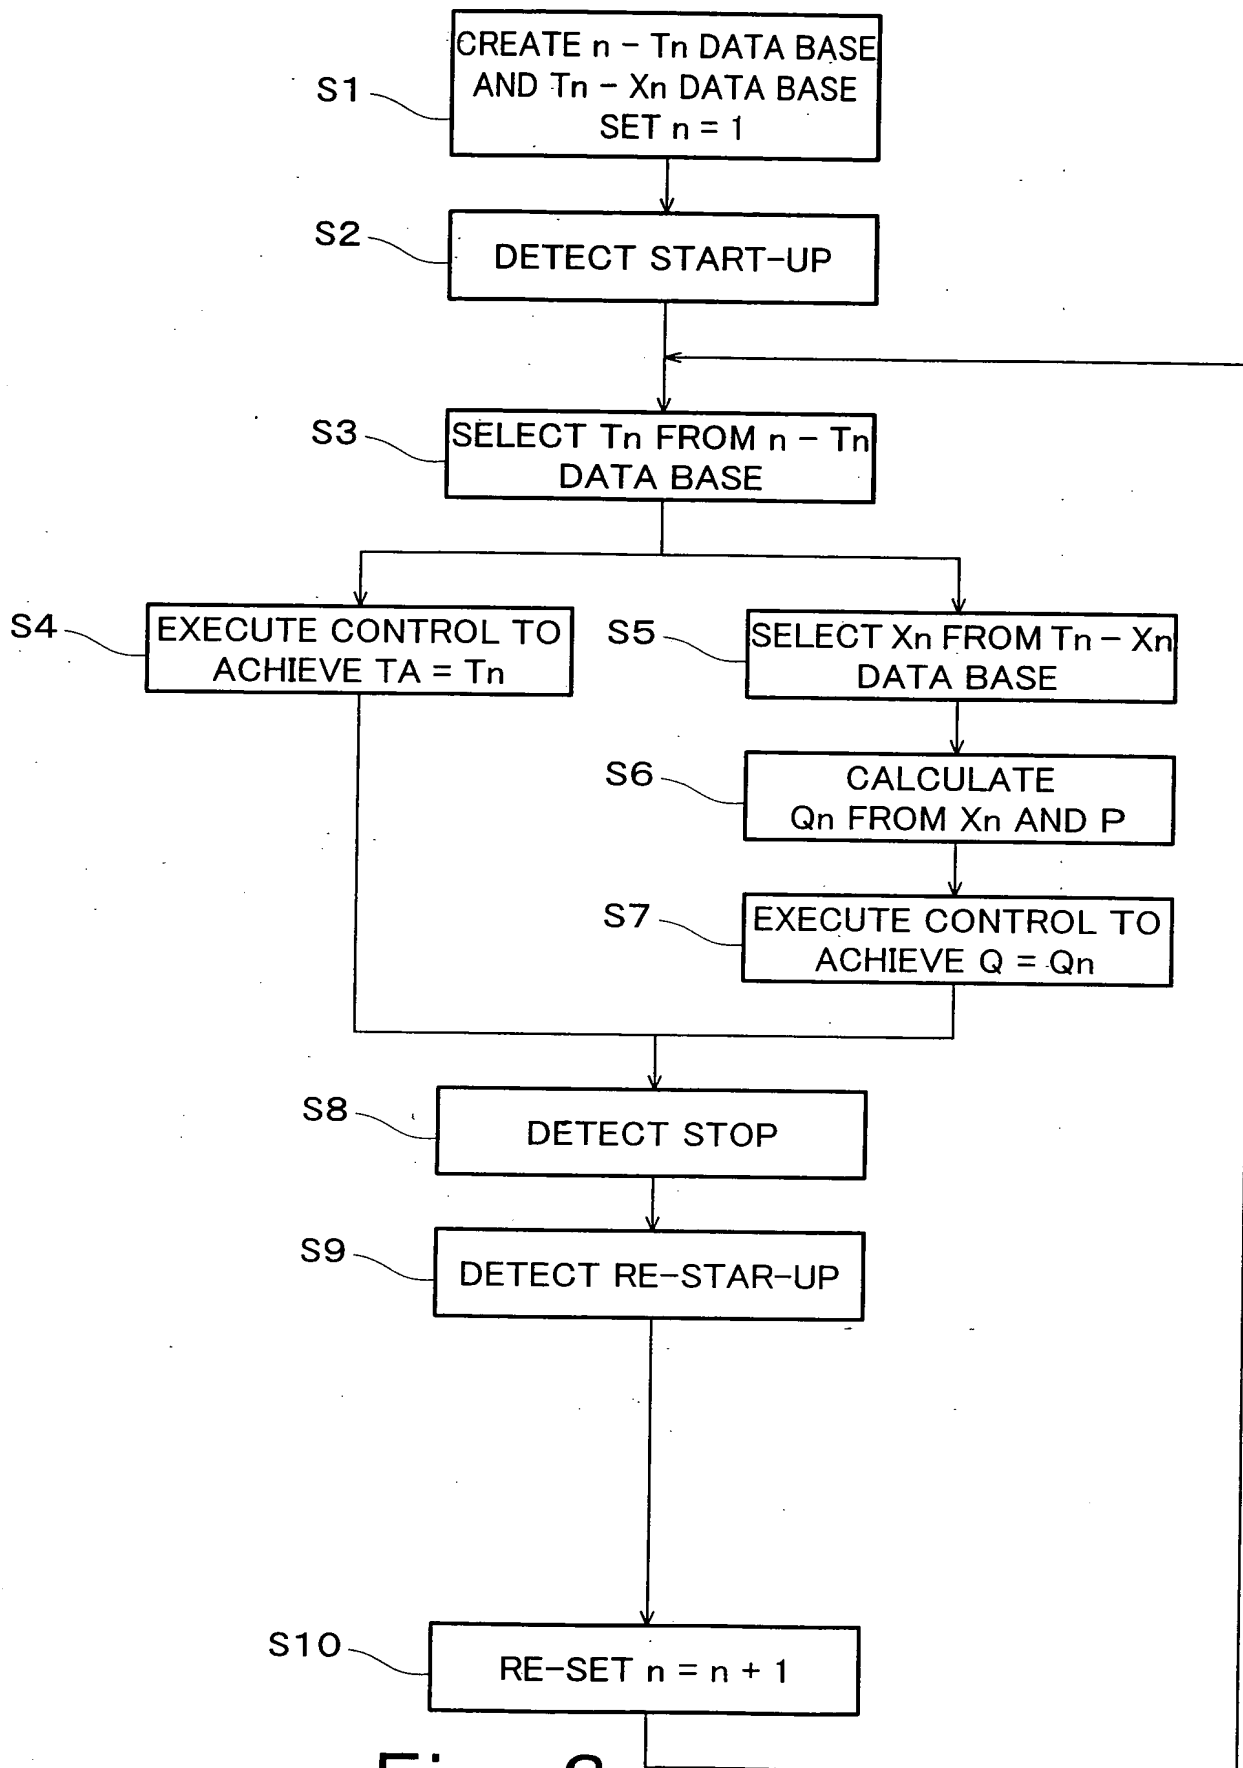 S1
CREATE n - Tn DATA BASE
AND Tn - Xn DATA BASE
SET n = 1
S2
DETECT START-UP
S3
SELECT Tn FROM n - Tn
DATA BASE
S4
EXECUTE CONTROL TO
ACHIEVE TA = Tn
S5
SELECT Xn FROM Tn - Xn
DATA BASE
S6
CALCULATE
Qn FROM Xn AND P
S7
EXECUTE CONTROL TO
ACHIEVE Q = Qn
S8
DETECT STOP
S9
DETECT RE-STAR-UP
S10
RE-SET n = n + 1